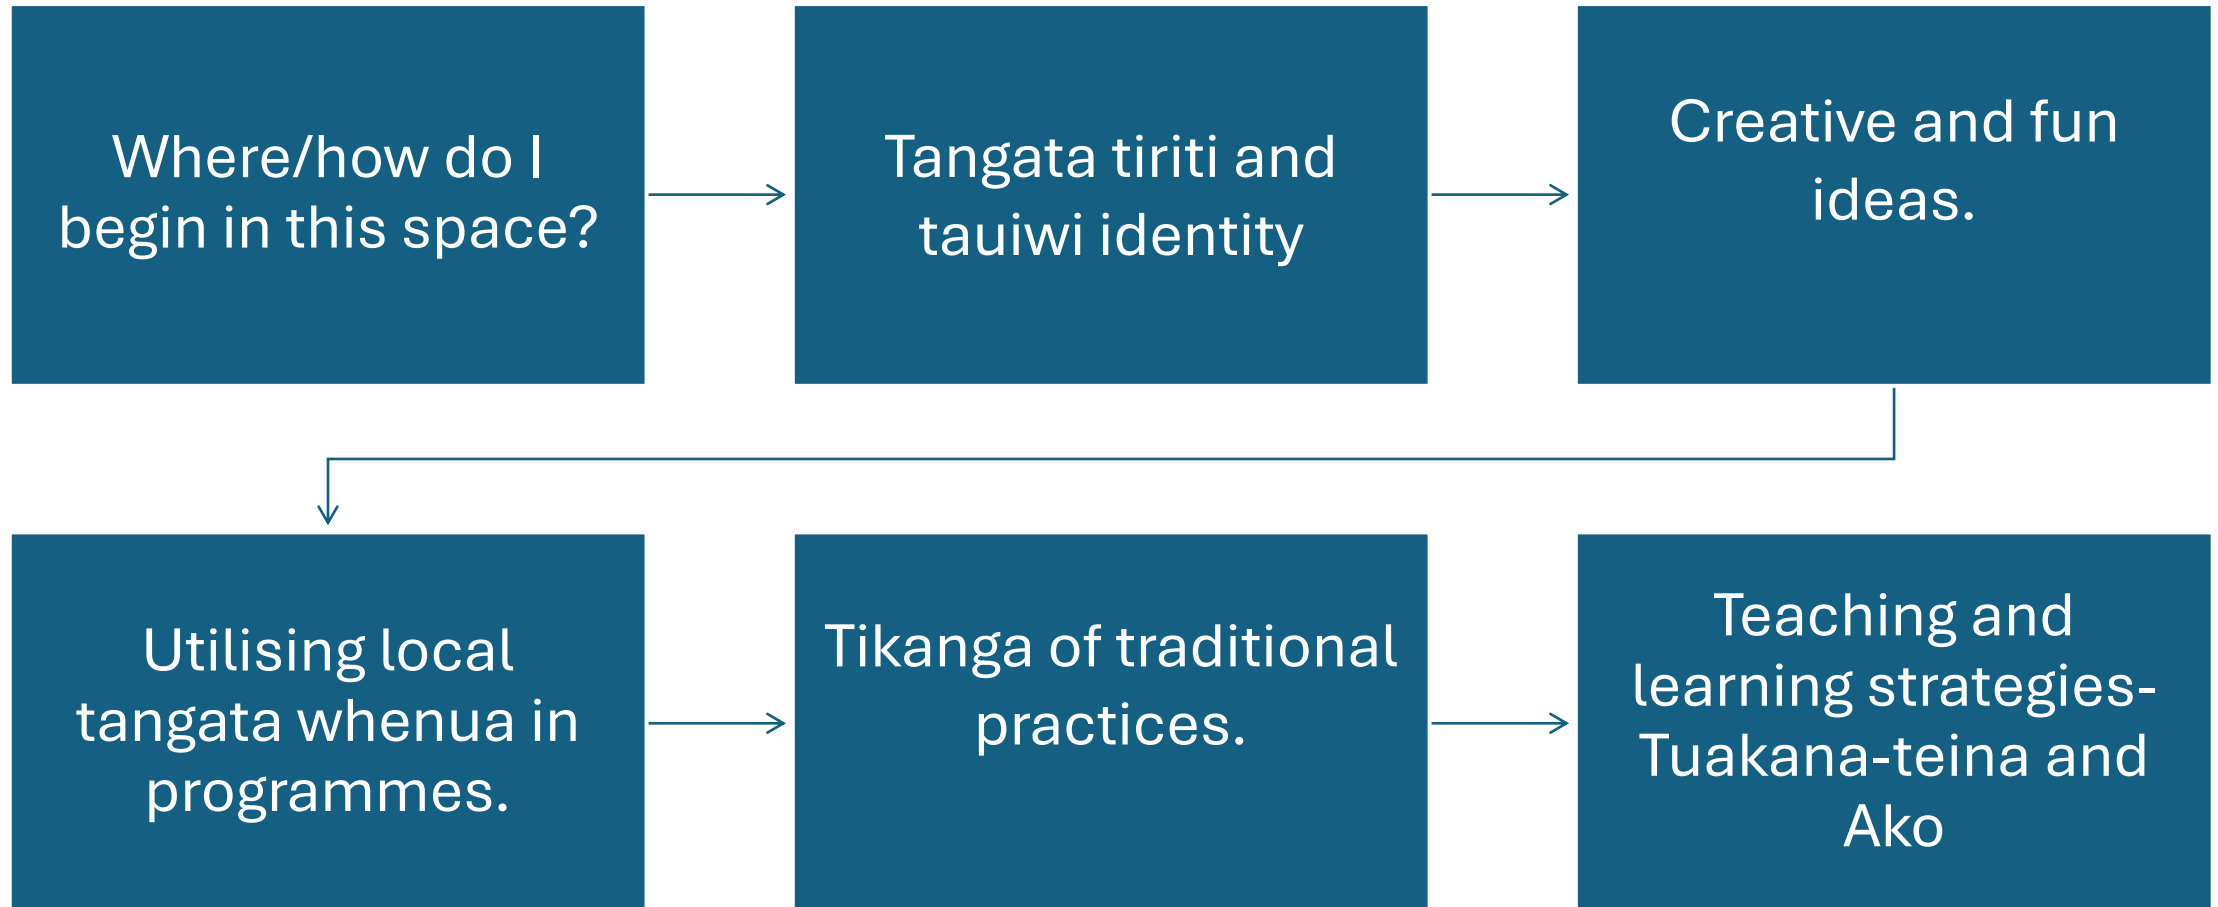 Where/how do I
begin in this space?
Tangata tiriti and
tauiwi identity
Creative and fun
ideas.
Utilising local
tangata whenua in
programmes.
Tikanga of traditional
practices.
Teaching and
learning strategies-
Tuakana-teina and
Ako